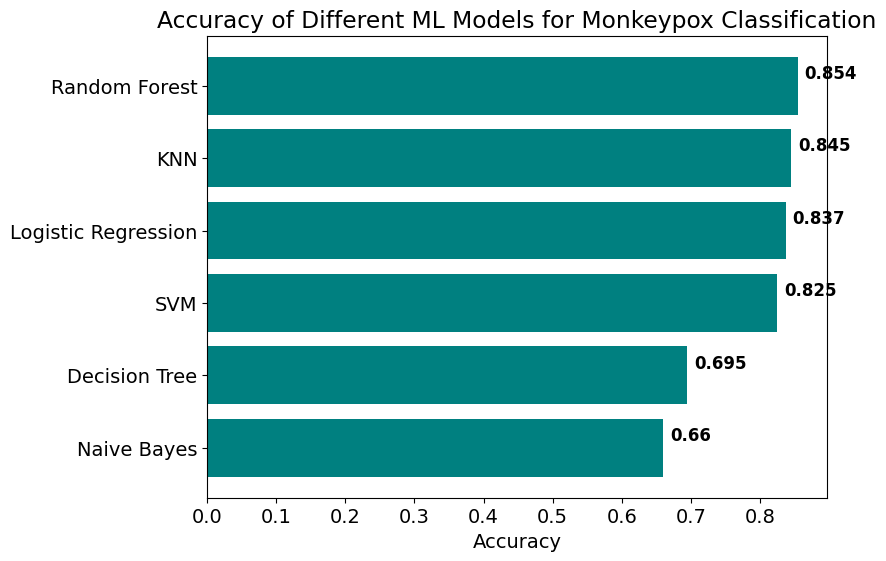 Accuracy of Different ML Models for Monkeypox Classification
Random Forest
0.854
KNN
0.845
Logistic Regression
0.837
SVM
0.825
Decision Tree
0.695
Naive Bayes
0.66
0.0 0.1 0.2 0.3 0.4 0.5 0.6 0.7 0.8
Accuracy